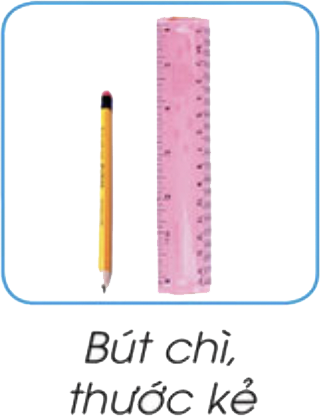 Bút chì,
thước kẻ